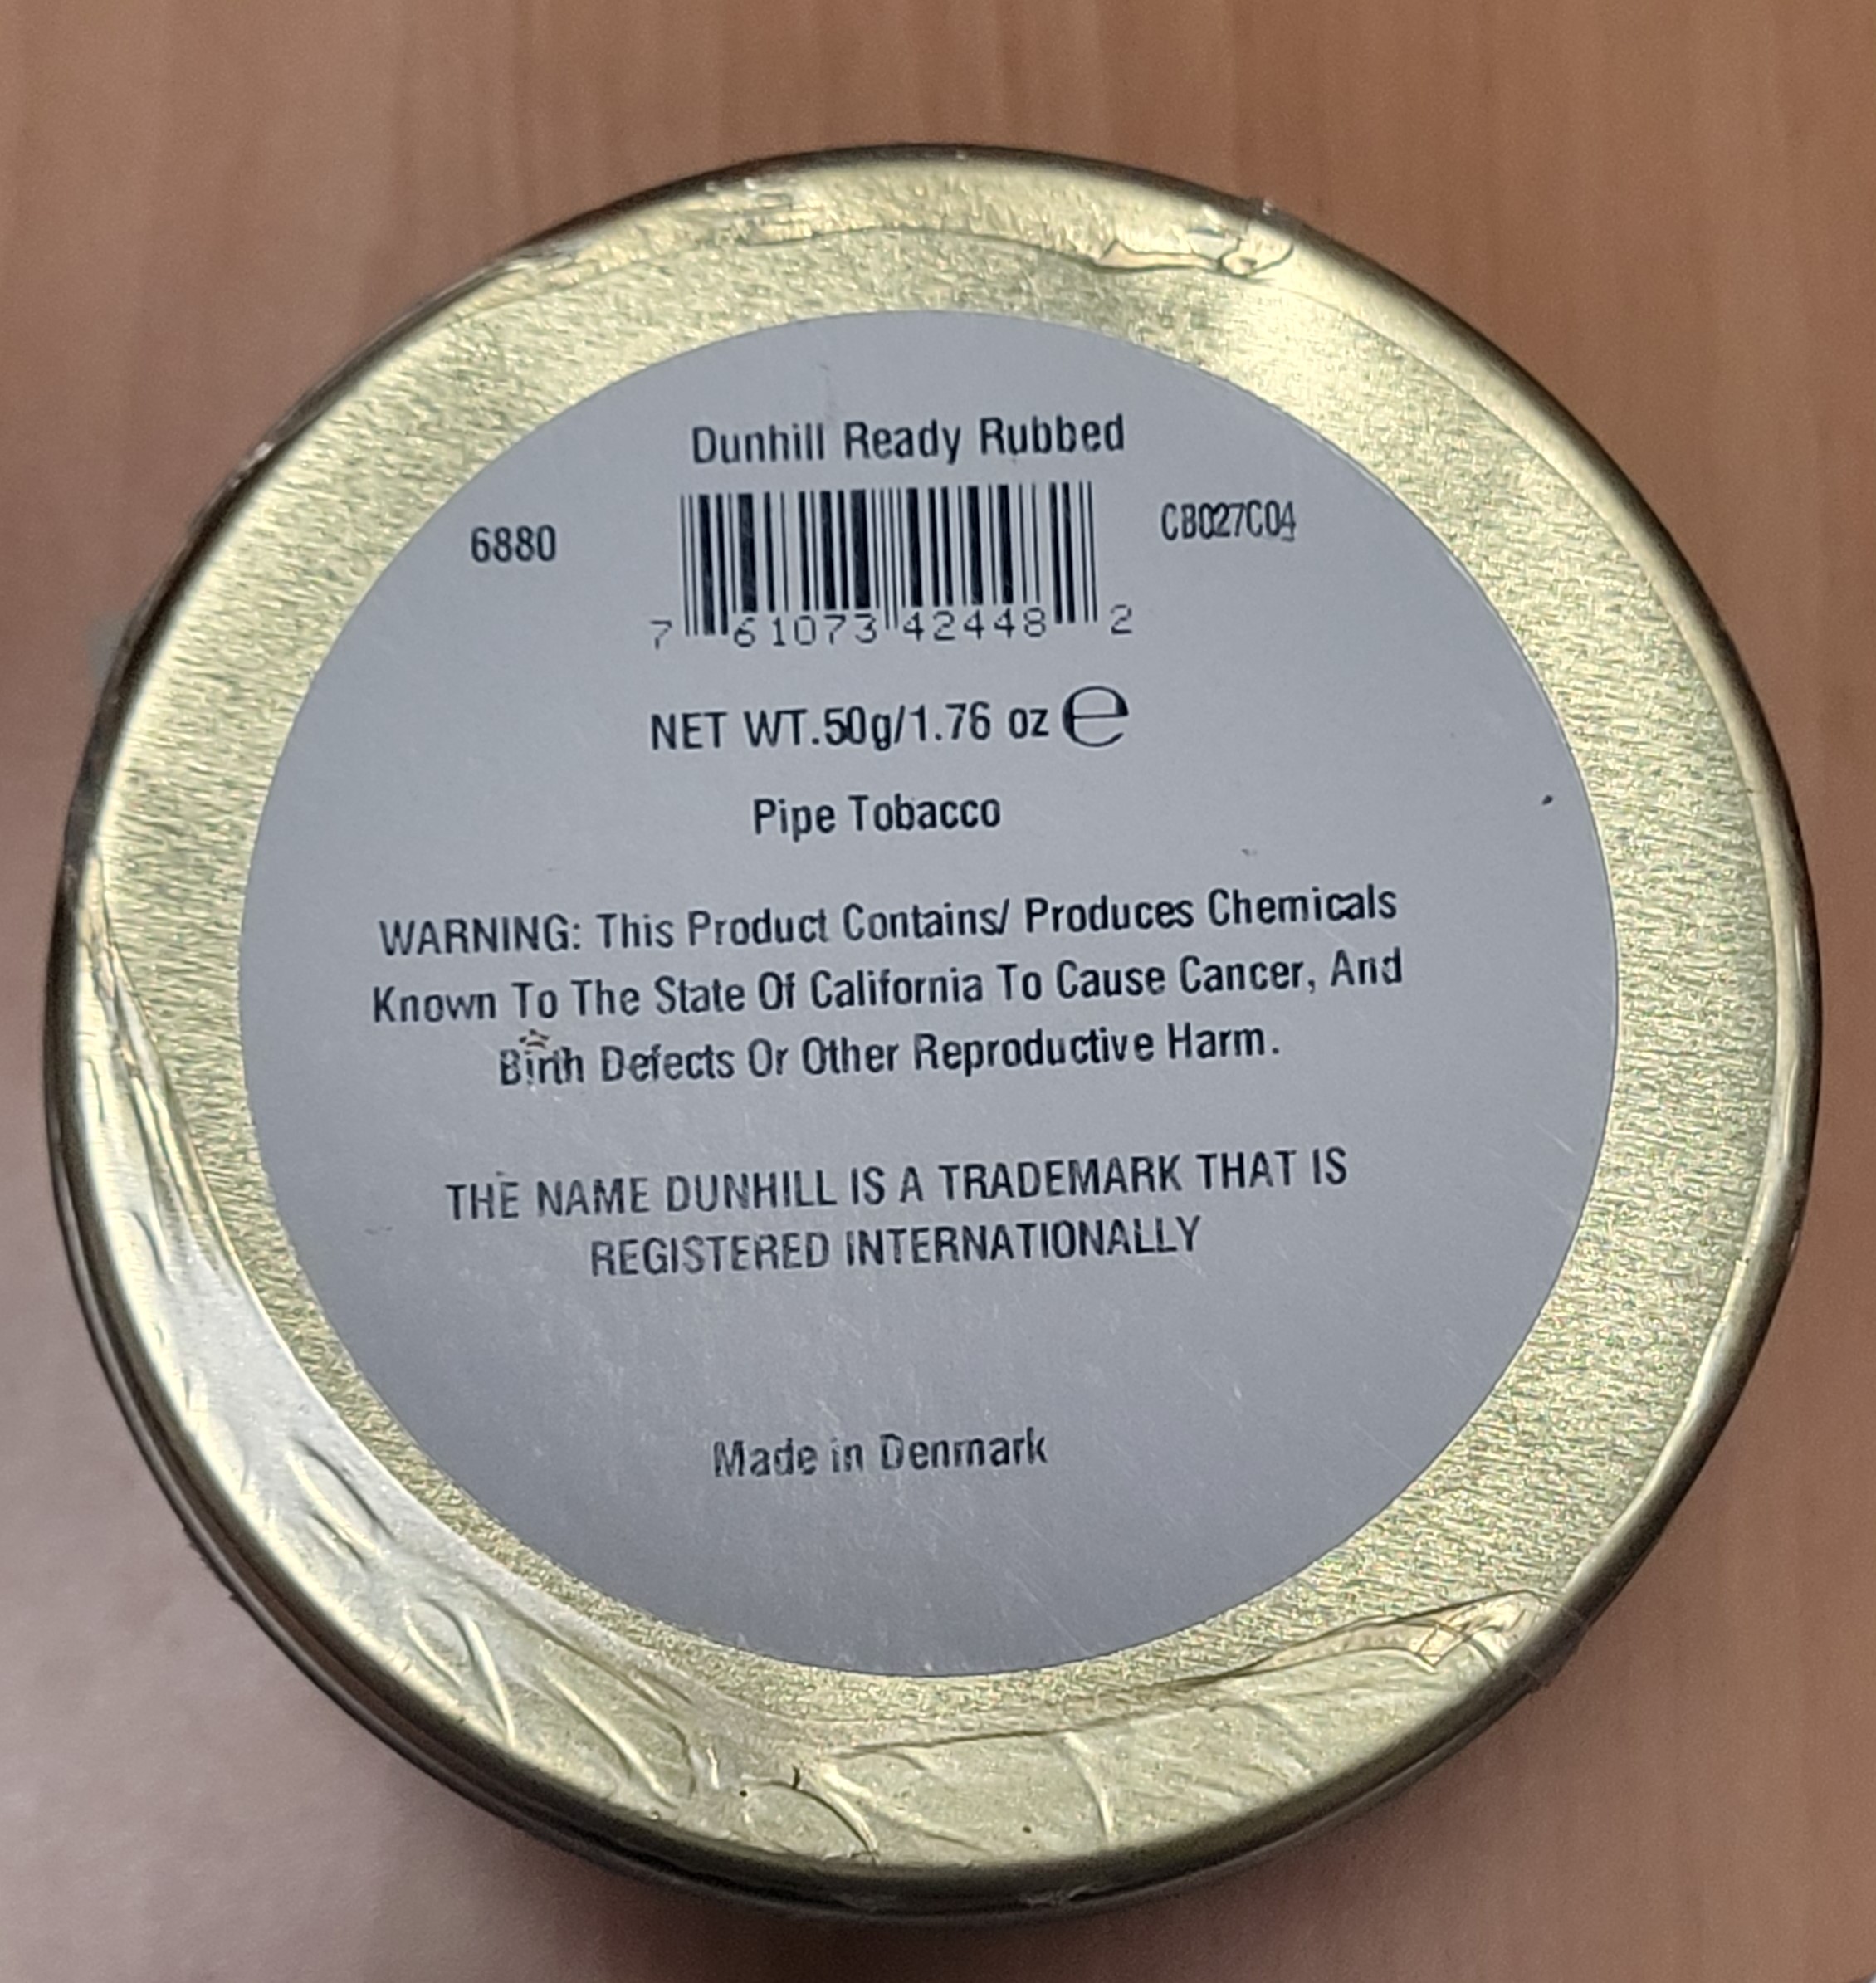 Dunhill Ready Rubbed
6880
CB027C04
7 61073 42448 2
NET WT.50g/1.76 oz e
Pipe Tobacco
WARNING: This Product Contains/ Produces Chemicals
Known To The State Of California To Cause Cancer, And
Birth Defects Or Other Reproductive Harm.
THE NAME DUNHILL IS A TRADEMARK THAT IS
REGISTERED INTERNATIONALLY
Made in Denmark